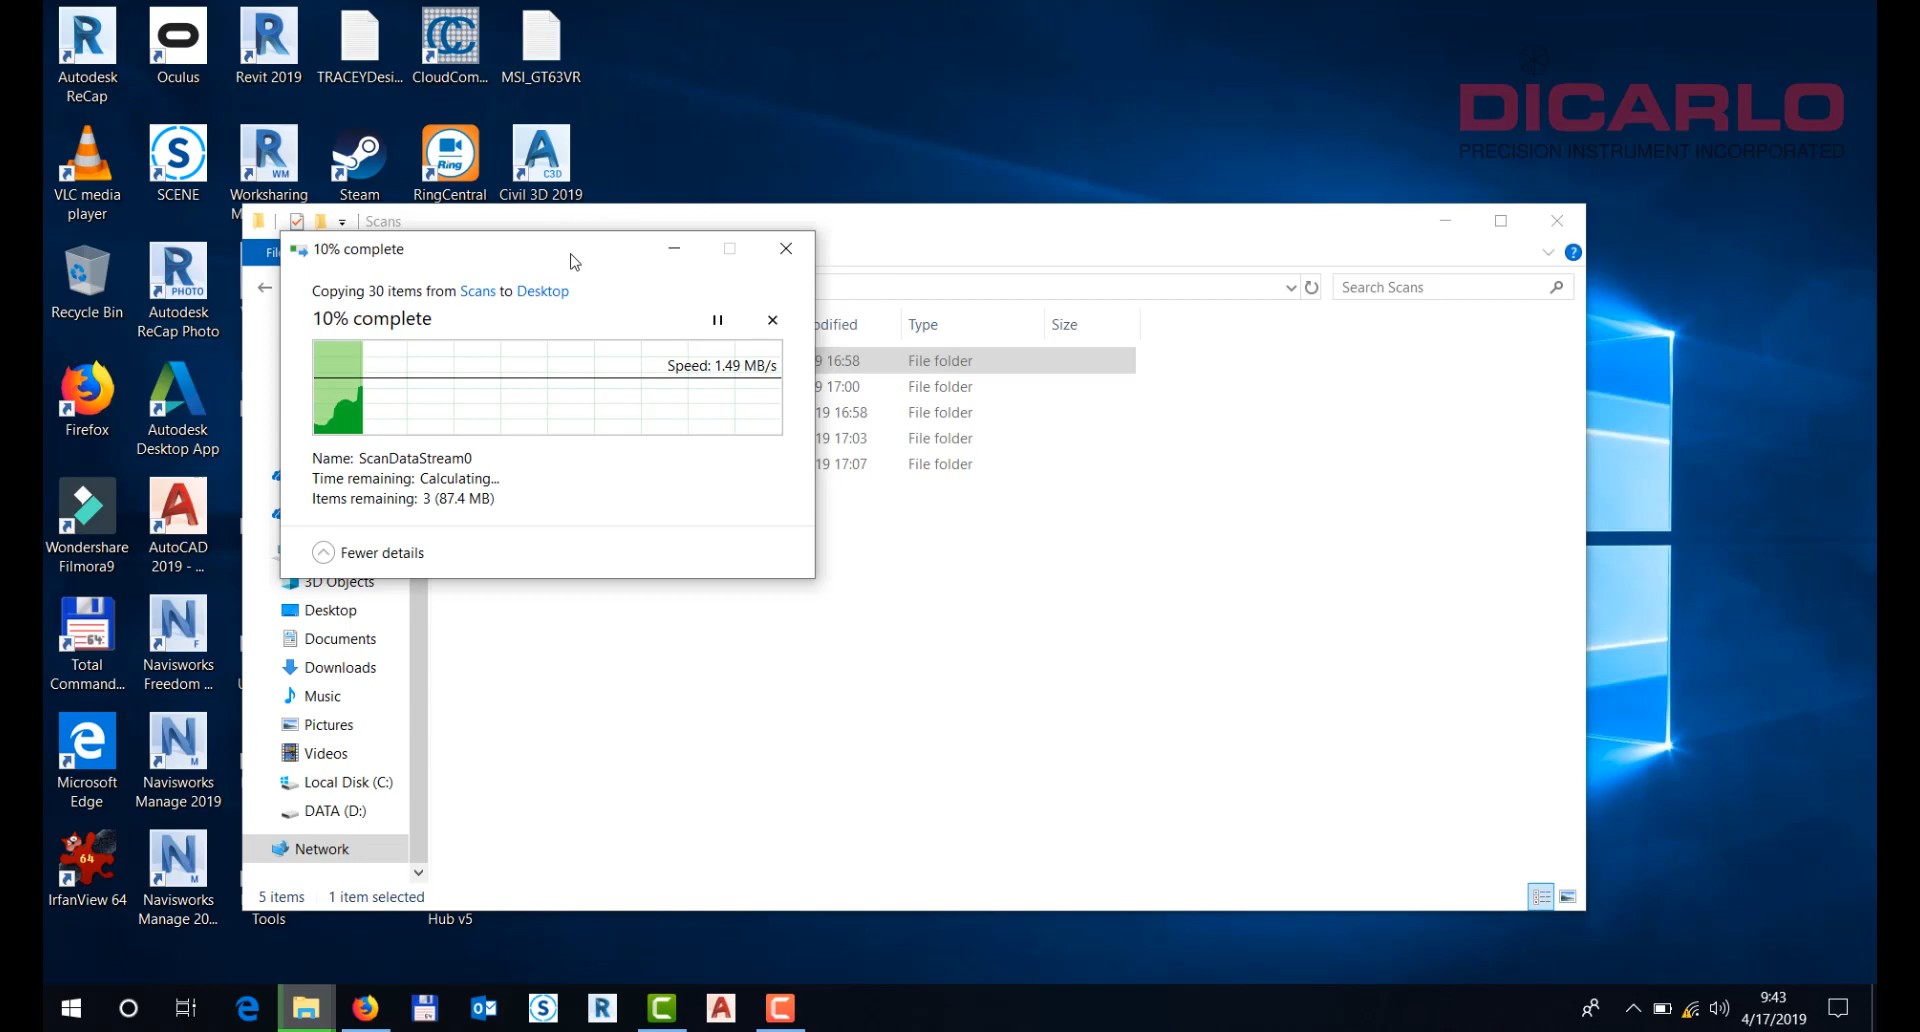 Autodesk
ReCap
Oculus
Revit 2019
TRACEYDesi...
CloudCom...
MSI_GT63VR
DICARLO
PRECISION INSTRUMENT INCORPORATED
VLC media
player
S
SCENE
WM
Worksharing
M
Steam
Ring
RingCentral
C3D
Civil 3D 2019
Recycle Bin
PHOTO
Autodesk
ReCap Photo
Firefox
Autodesk
Desktop App
Wondershare
Filmora9
AutoCAD
2019 - ...
64
Total
Command...
F
Navisworks
Freedom ...
Microsoft
Edge
M
Navisworks
Manage 2019
64
IrfanView 64
M
Navisworks
Manage 20...
Tools
Hub v5
Scans
Fil
10% complete
Copying 30 items from Scans to Desktop
10% complete
Speed: 1.49 MB/s
Name: ScanDataStream0
Time remaining: Calculating...
Items remaining: 3 (87.4 MB)
Fewer details
Search Scans
odified
Type
Size
9 16:58
File folder
9 17:00
File folder
19 16:58
File folder
19 17:03
File folder
19 17:07
File folder
3D Objects
Desktop
Documents
Downloads
Music
Pictures
Videos
Local Disk (C:)
DATA (D:)
Network
5 items
1 item selected
9:43
4/17/2019